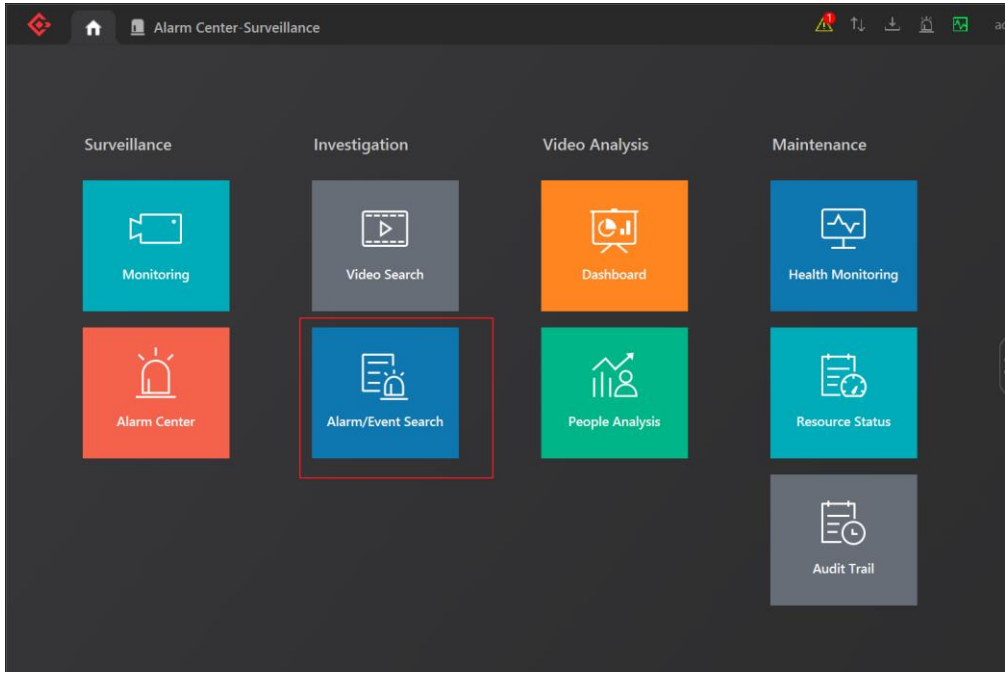 Alarm Center-Surveillance
1
Surveillance
Investigation
Video Analysis
Maintenance
Monitoring
Video Search
Dashboard
Health Monitoring
Alarm Center
Alarm/Event Search
People Analysis
Resource Status
Audit Trail